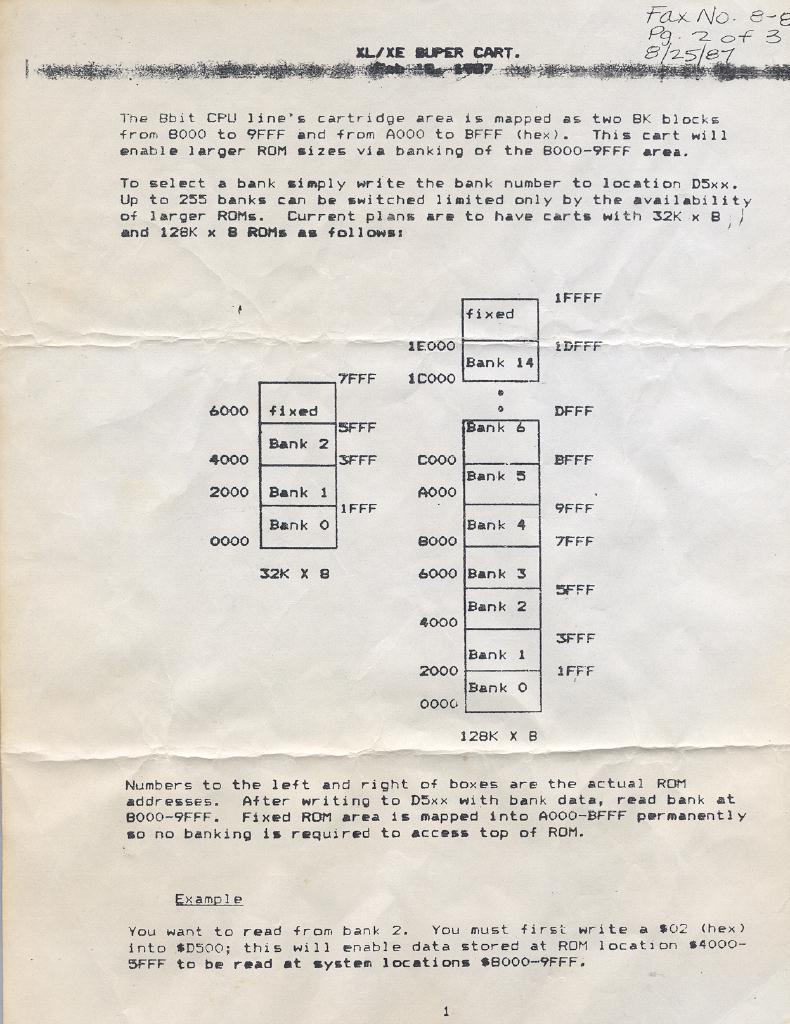 Fax No. 8-8
Pg. 2 of 3
8/25/87
XL/XE SUPER CART.
1987
The 8bit CPU line's cartridge area is mapped as two 8K blocks
from 8000 to 9FFF and from A000 to BFFF (hex).  This cart will
enable larger ROM sizes via banking of the 8000-9FFF area.
To select a bank simply write the bank number to location D5xx.
Up to 255 banks can be switched limited only by the availability
of larger ROMs.  Current plans are to have carts with 32K x 8
and 128K x 8 ROMs as follows:
1FFFF
fixed
1E000 1DFFF
Bank 14
7FFF 1C000
6000 fixed DFFF
5FFF Bank 6
Bank 2
4000 3FFF C000 BFFF
Bank 5
2000 Bank 1 A000
1FFF 9FFF
Bank 0 Bank 4
0000 8000 7FFF
32K X 8 6000 Bank 3
5FFF
Bank 2
4000
3FFF
Bank 1
2000 1FFF
Bank 0
0000
128K X 8
Numbers to the left and right of boxes are the actual ROM
addresses.  After writing to D5xx with bank data, read bank at
8000-9FFF.  Fixed ROM area is mapped into A000-BFFF permanently
so no banking is required to access top of ROM.
Example
You want to read from bank 2.  You must first write a $02 (hex)
into $D500; this will enable data stored at ROM location $4000-
5FFF to be read at system locations $8000-9FFF.
1